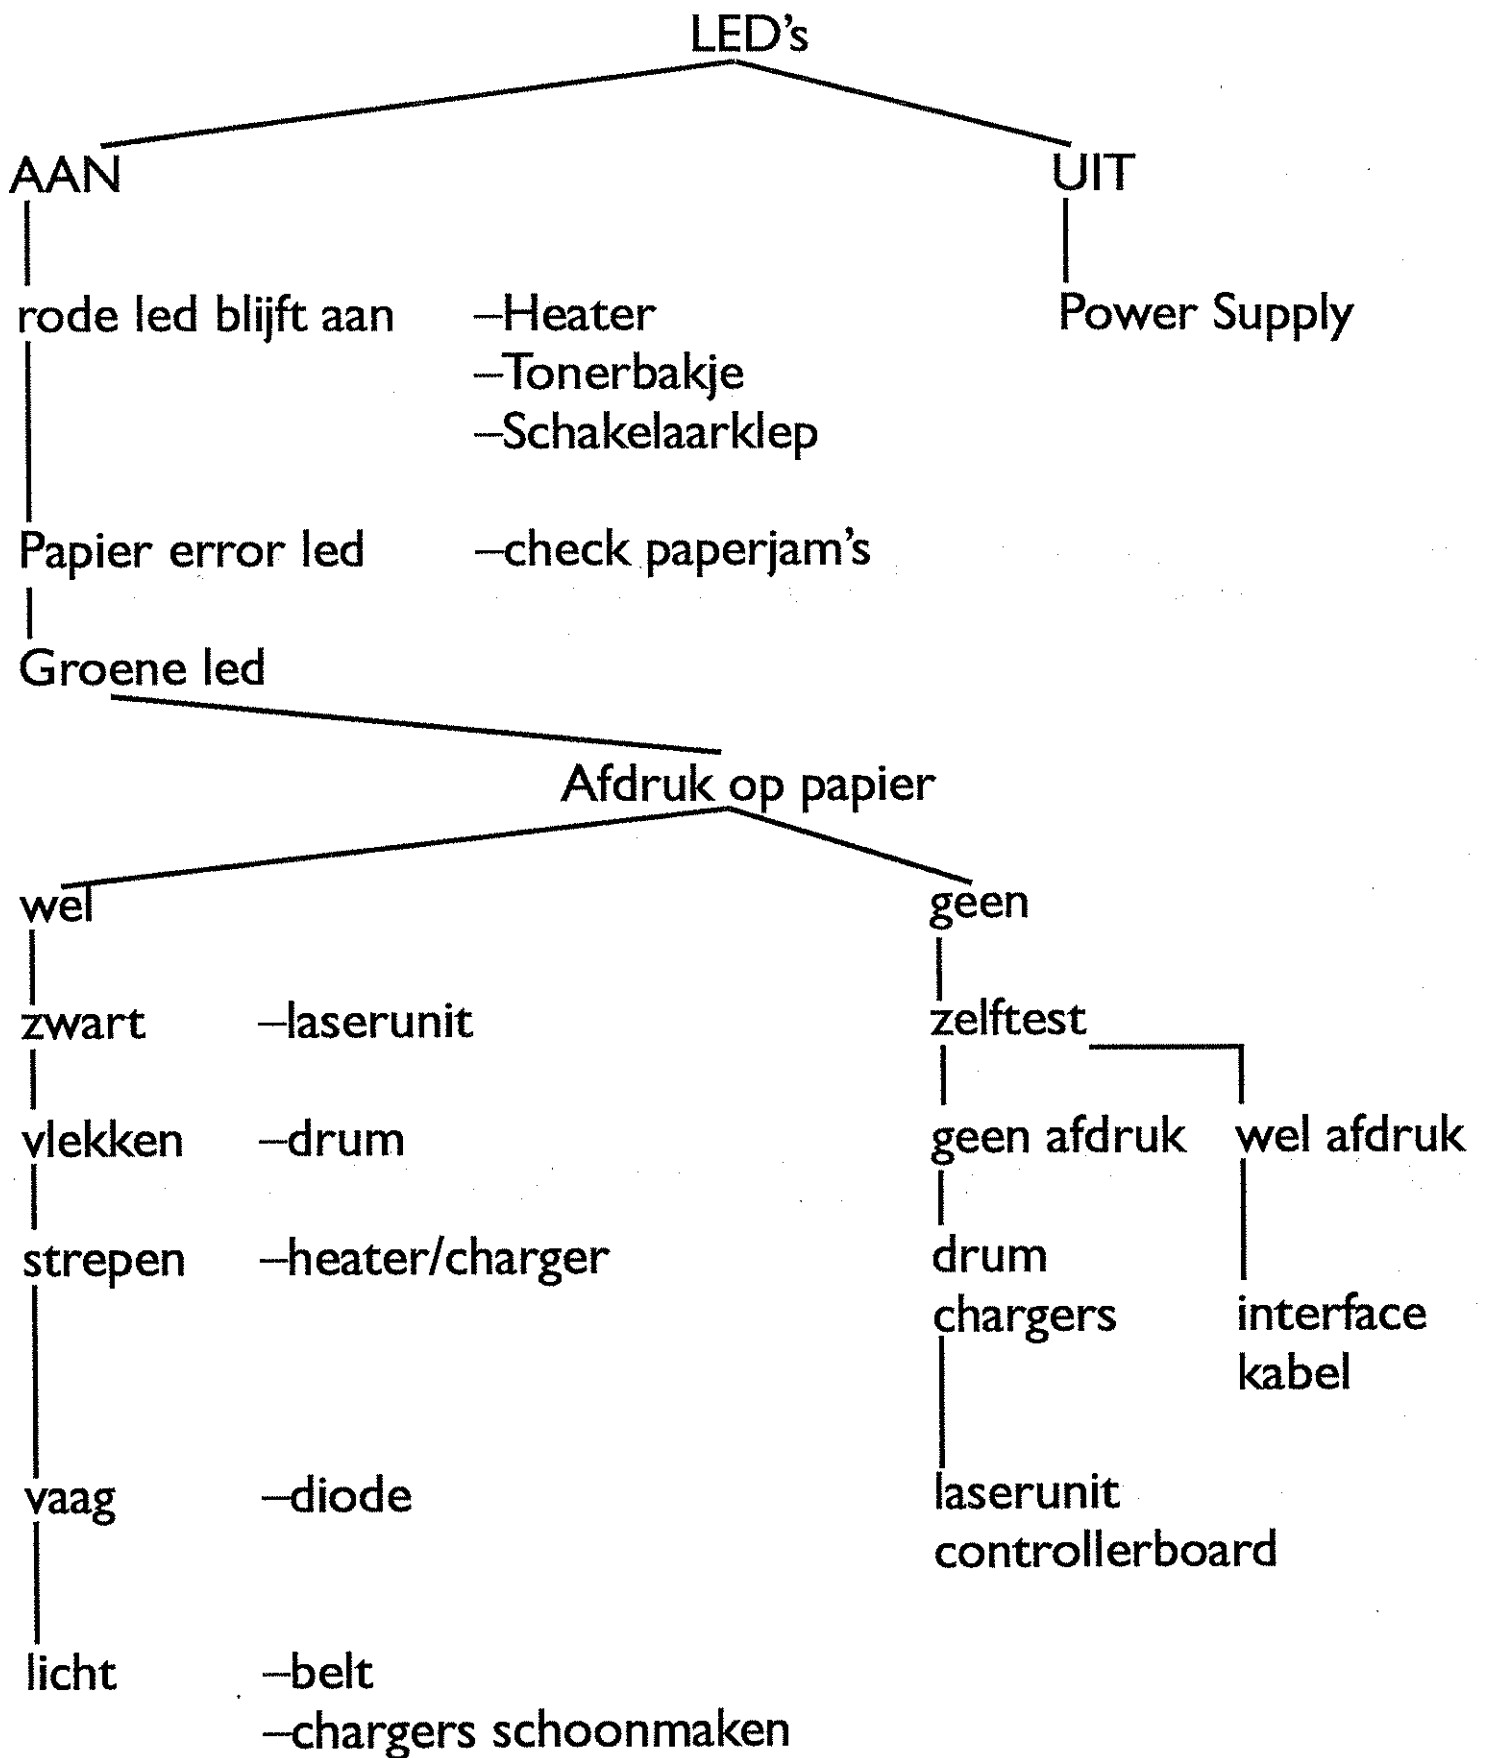 LED's
AAN UIT
rode led blijft aan –Heater Power Supply
–Tonerbakje
–Schakelaarklep
Papier error led –check paperjam's
Groene led
Afdruk op papier
wel geen
zwart –laserunit zelftest
vlekken –drum geen afdruk wel afdruk
strepen –heater/charger drum
chargers interface
kabel
vaag –diode laserunit
controllerboard
licht –belt
–chargers schoonmaken